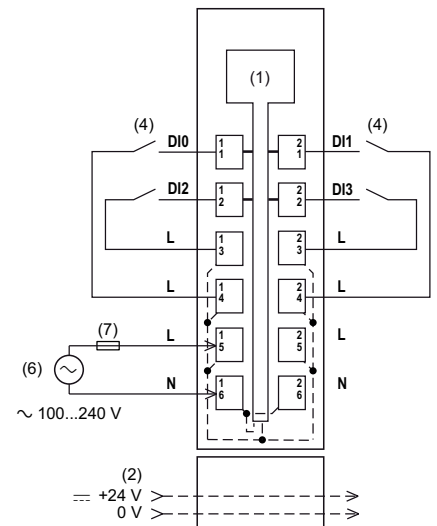 (1)
(4) (4)
DI0 1 1 2 1 DI1
DI2 1 2 2 2 DI3
L 1 3 2 3 L
L 1 4 2 4 L
(7) L 1 5 2 5 L
(6) N 1 6 2 6 N
~ 100...240 V
(2)
+24 V
0 V